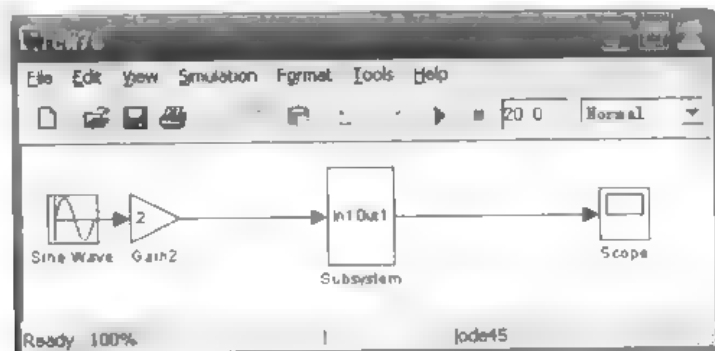 File Edit View Simulation Format Tools Help
20 0 Normal
2
In1 Out1
Sine Wave Gain2
Subsystem
Scope
Ready 100% ode45